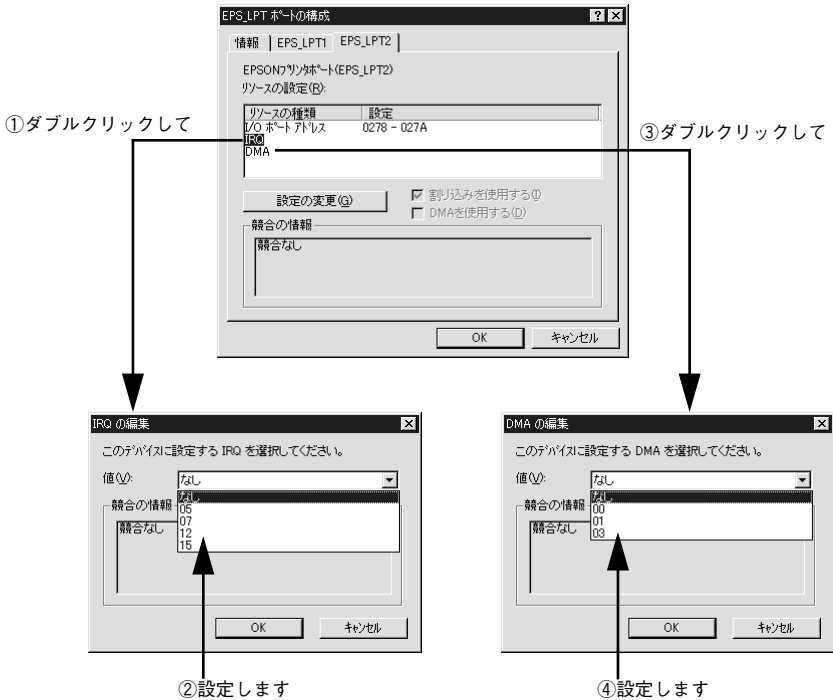 EPS_LPT ポートの構成
情報 EPS_LPT1 EPS_LPT2
EPSONプリンタポート(EPS_LPT2)
リソースの設定(R):
リソースの種類 設定
I/O ポート アドレス 0278 - 027A
IRQ
DMA
設定の変更(G)
割り込みを使用する(I)
DMAを使用する(D)
競合の情報
競合なし
OK キャンセル
①ダブルクリックして
③ダブルクリックして
IRQ の編集
このデバイスに設定する IRQ を選択してください。
値(V): なし
なし
05
07
12
15
競合の情報
競合なし
OK キャンセル
②設定します
DMA の編集
このデバイスに設定する DMA を選択してください。
値(V): なし
なし
00
01
03
競合の情報
競合なし
OK キャンセル
④設定します